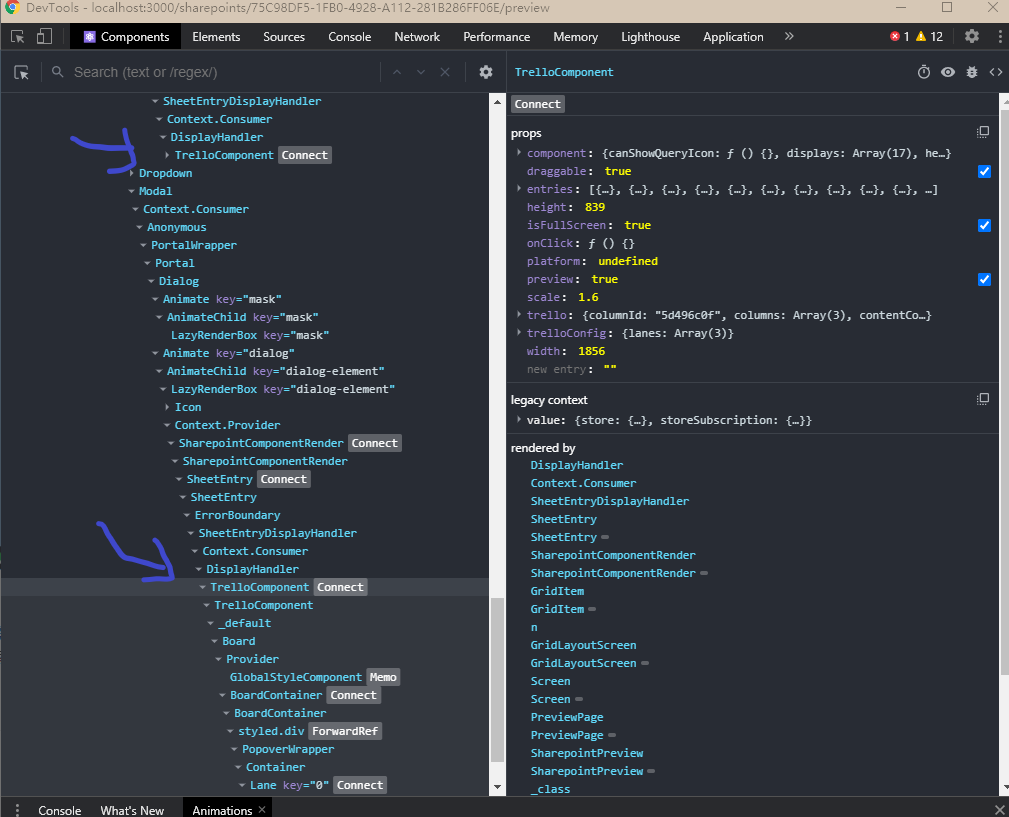 DevTools - localhost:3000/sharepoints/75C98DF5-1FB0-4928-A112-281B286FF06E/preview
Components Elements Sources Console Network Performance Memory Lighthouse Application » 1 12
Search (text or /regex/)
SheetEntryDisplayHandler
Context.Consumer
DisplayHandler
TrelloComponent Connect
Dropdown
Modal
Context.Consumer
Anonymous
PortalWrapper
Portal
Dialog
Animate key="mask"
AnimateChild key="mask"
LazyRenderBox key="mask"
Animate key="dialog"
AnimateChild key="dialog-element"
LazyRenderBox key="dialog-element"
Icon
Context.Provider
SharepointComponentRender Connect
SharepointComponentRender
SheetEntry Connect
SheetEntry
ErrorBoundary
SheetEntryDisplayHandler
Context.Consumer
DisplayHandler
TrelloComponent Connect
TrelloComponent
_default
Board
Provider
GlobalStyleComponent Memo
BoardContainer Connect
BoardContainer
styled.div ForwardRef
PopoverWrapper
Container
Lane key="0" Connect
TrelloComponent
Connect
props
component: {canShowQueryIcon: ƒ () {}, displays: Array(17), he…}
draggable: true
entries: [{…}, {…}, {…}, {…}, {…}, {…}, {…}, {…}, {…}, {…}, …]
height: 839
isFullScreen: true
onClick: ƒ () {}
platform: undefined
preview: true
scale: 1.6
trello: {columnId: "5d496c0f", columns: Array(3), contentCo…}
trelloConfig: {lanes: Array(3)}
width: 1856
new entry: ""
legacy context
value: {store: {…}, storeSubscription: {…}}
rendered by
DisplayHandler
Context.Consumer
SheetEntryDisplayHandler
SheetEntry
SheetEntry
SharepointComponentRender
SharepointComponentRender
GridItem
GridItem
n
GridLayoutScreen
GridLayoutScreen
Screen
Screen
PreviewPage
PreviewPage
SharepointPreview
SharepointPreview
_class
Console What's New Animations ×